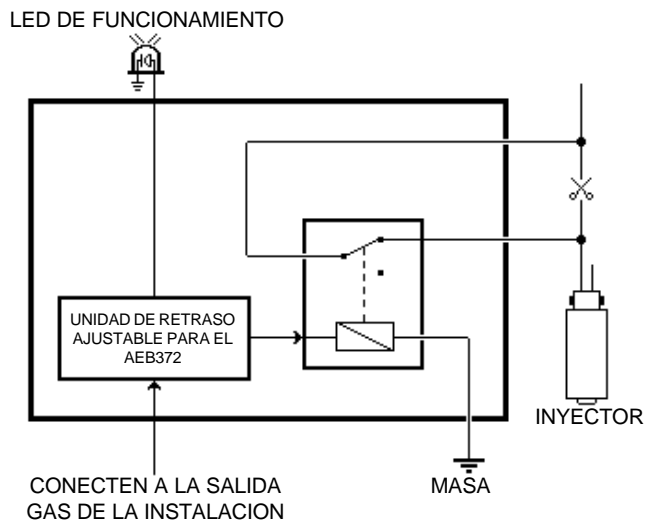 LED DE FUNCIONAMIENTO
UNIDAD DE RETRASO
AJUSTABLE PARA EL
AEB372
INYECTOR
CONECTEN A LA SALIDA
GAS DE LA INSTALACION
MASA